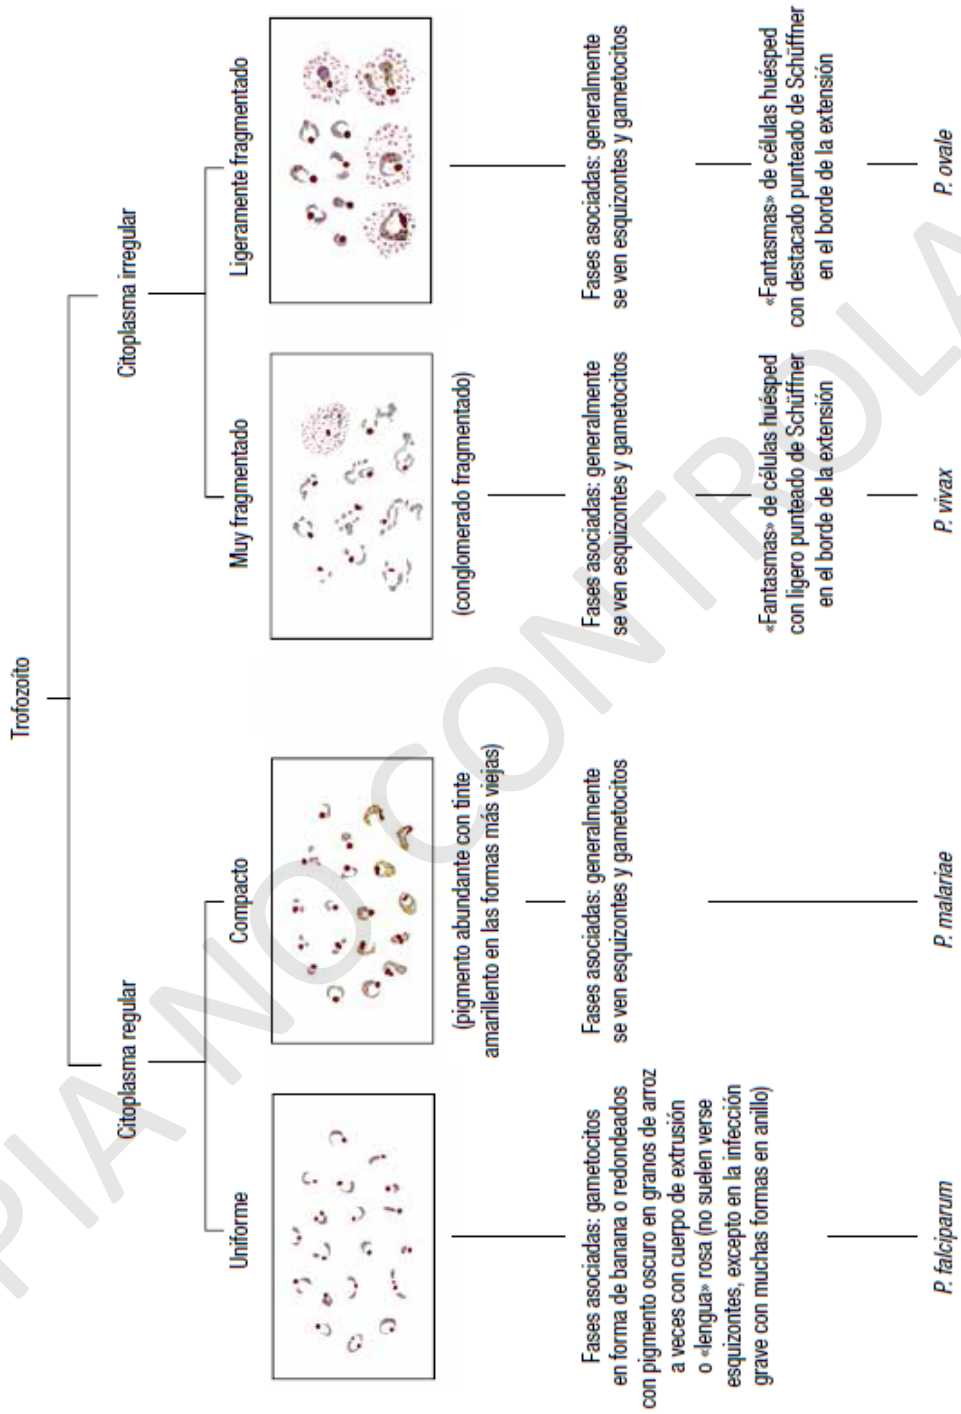 Trofozoíto
Citoplasma regular
Citoplasma irregular
Uniforme
Compacto
Muy fragmentado
Ligeramente fragmentado
(pigmento abundante con tinte
amarillento en las formas más viejas)
(conglomerado fragmentado)
Fases asociadas: gametocitos
en forma de banana o redondeados
con pigmento oscuro en granos de arroz
a veces con cuerpo de extrusión
o «lengua» rosa (no suelen verse
esquizontes, excepto en la infección
grave con muchas formas en anillo)
Fases asociadas: generalmente
se ven esquizontes y gametocitos
Fases asociadas: generalmente
se ven esquizontes y gametocitos
Fases asociadas: generalmente
se ven esquizontes y gametocitos
«Fantasmas» de células huésped
con ligero punteado de Schüffner
en el borde de la extensión
«Fantasmas» de células huésped
con destacado punteado de Schüffner
en el borde de la extensión
P. falciparum
P. malariae
P. vivax
P. ovale
PIA NO CONTROLA